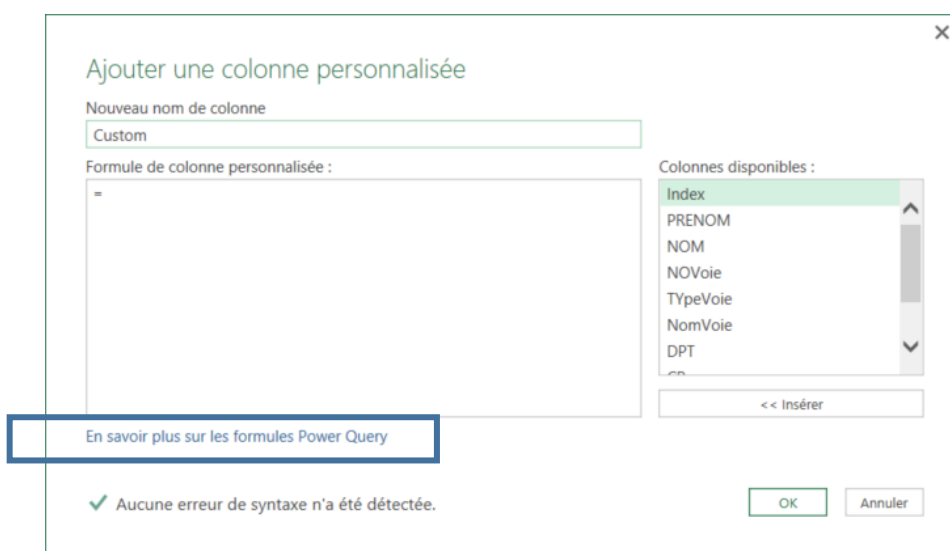 Ajouter une colonne personnalisée
Nouveau nom de colonne
Custom
Formule de colonne personnalisée :
=
Colonnes disponibles :
Index
PRENOM
NOM
NOVoie
TYpeVoie
NomVoie
DPT
<< Insérer
En savoir plus sur les formules Power Query
Aucune erreur de syntaxe n'a été détectée.
OK
Annuler